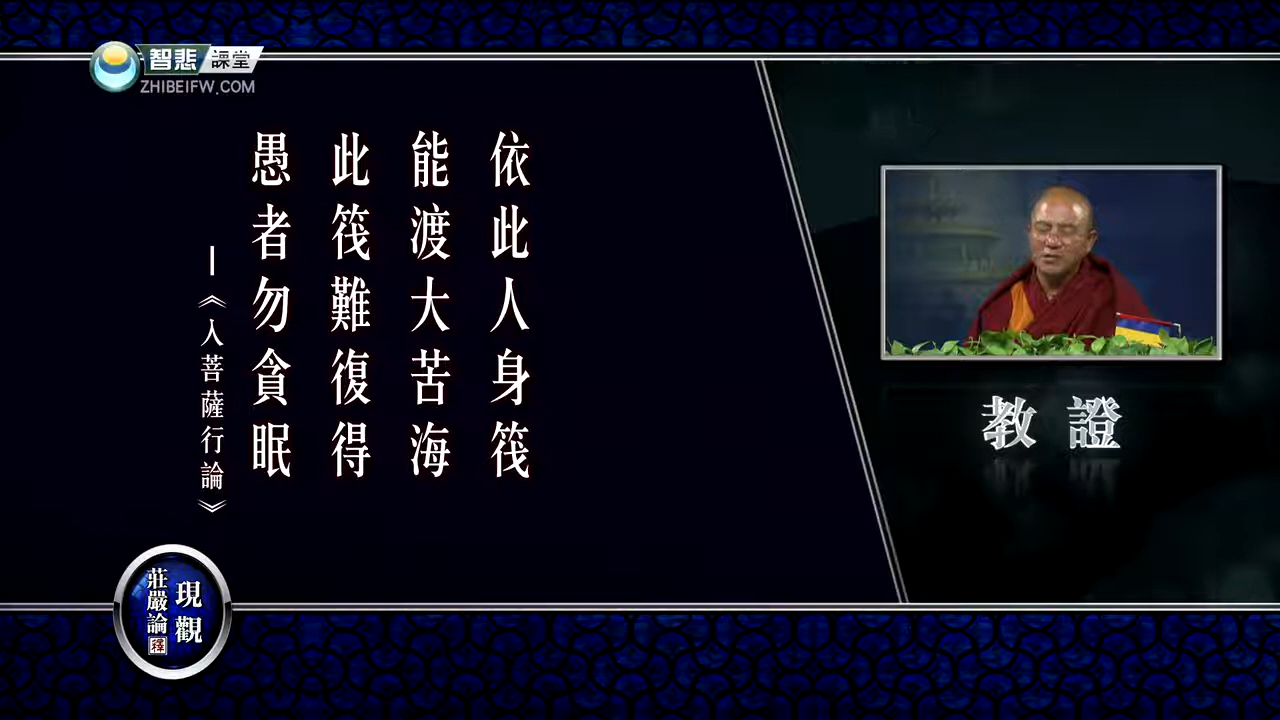 智悲課堂
ZHIBEIFW.COM
依此人身筏
能渡大苦海
此筏難復得
愚者勿貪眠
—《入菩薩行論》
教證
現觀
莊嚴論釋